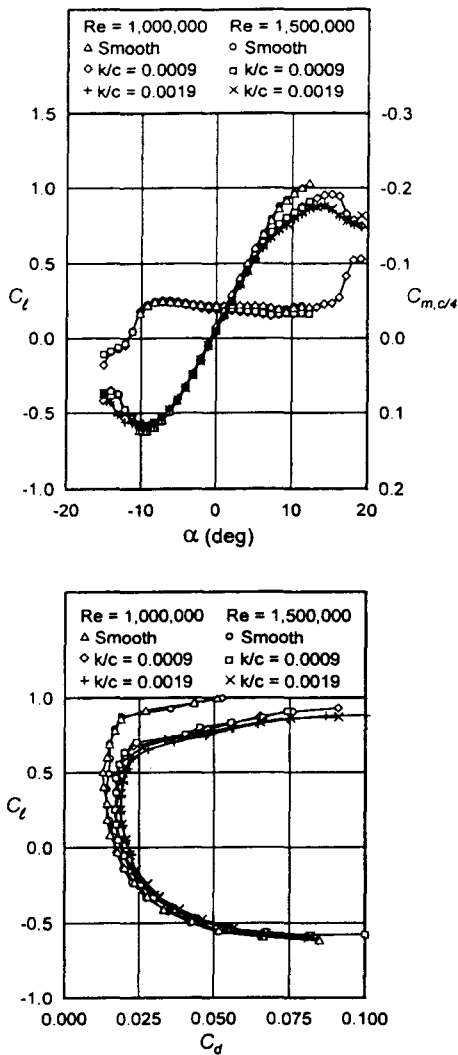 Re = 1,000,000 Re = 1,500,000
△ Smooth ○ Smooth
◇ k/c = 0.0009 □ k/c = 0.0009
+ k/c = 0.0019 × k/c = 0.0019
1.5 -0.3
1.0 -0.2
0.5 -0.1
Cℓ Cm,c/4
0.0 0.0
-0.5 0.1
-1.0 0.2
-20 -10 0 10 20
α (deg)
Re = 1,000,000 Re = 1,500,000
△ Smooth ○ Smooth
◇ k/c = 0.0009 □ k/c = 0.0009
+ k/c = 0.0019 × k/c = 0.0019
1.0
0.5
Cℓ
0.0
-0.5
-1.0
0.000 0.025 0.050 0.075 0.100
Cd